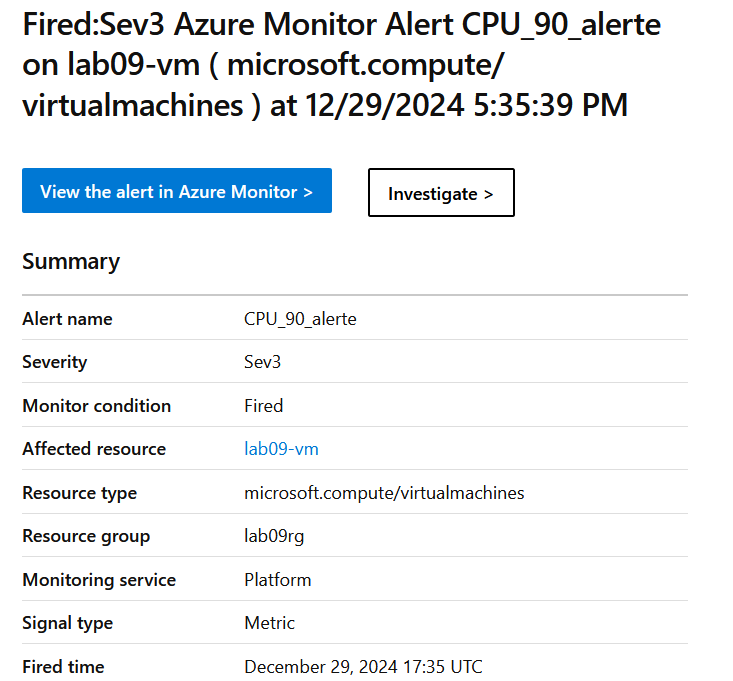 Fired:Sev3 Azure Monitor Alert CPU_90_alerte
on lab09-vm ( microsoft.compute/
virtualmachines ) at 12/29/2024 5:35:39 PM
View the alert in Azure Monitor > Investigate >
Summary
Alert name CPU_90_alerte
Severity Sev3
Monitor condition Fired
Affected resource lab09-vm
Resource type microsoft.compute/virtualmachines
Resource group lab09rg
Monitoring service Platform
Signal type Metric
Fired time December 29, 2024 17:35 UTC